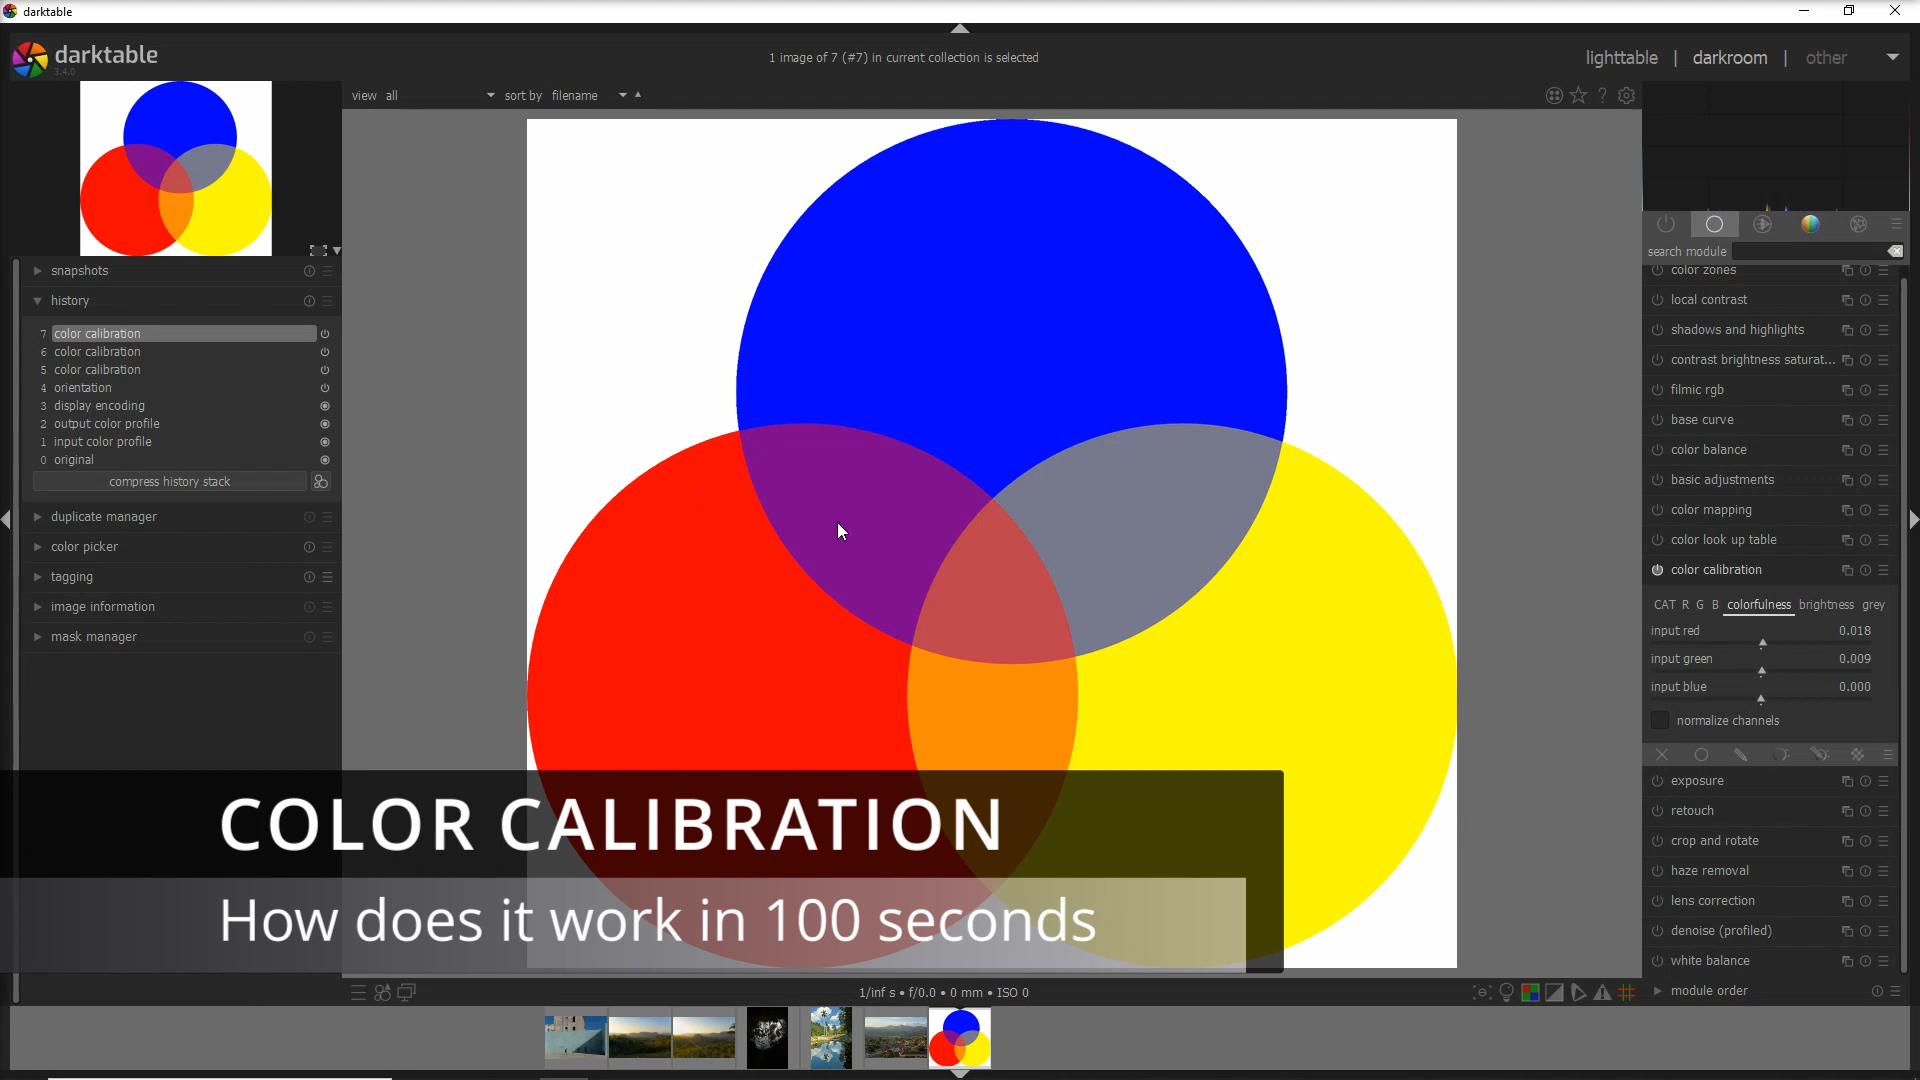 darktable
darktable
3.4.0
1 image of 7 (#7) in current collection is selected
lighttable | darkroom | other
view all sort by filename
search module
snapshots
history
7 color calibration
6 color calibration
5 color calibration
4 orientation
3 display encoding
2 output color profile
1 input color profile
0 original
compress history stack
duplicate manager
color picker
tagging
image information
mask manager
color zones
local contrast
shadows and highlights
contrast brightness saturat...
filmic rgb
base curve
color balance
basic adjustments
color mapping
color look up table
color calibration
CAT R G B colorfulness brightness grey
input red 0.018
input green 0.009
input blue 0.000
normalize channels
exposure
retouch
crop and rotate
haze removal
lens correction
denoise (profiled)
white balance
module order
COLOR CALIBRATION
How does it work in 100 seconds
1/inf s • f/0.0 • 0 mm • ISO 0